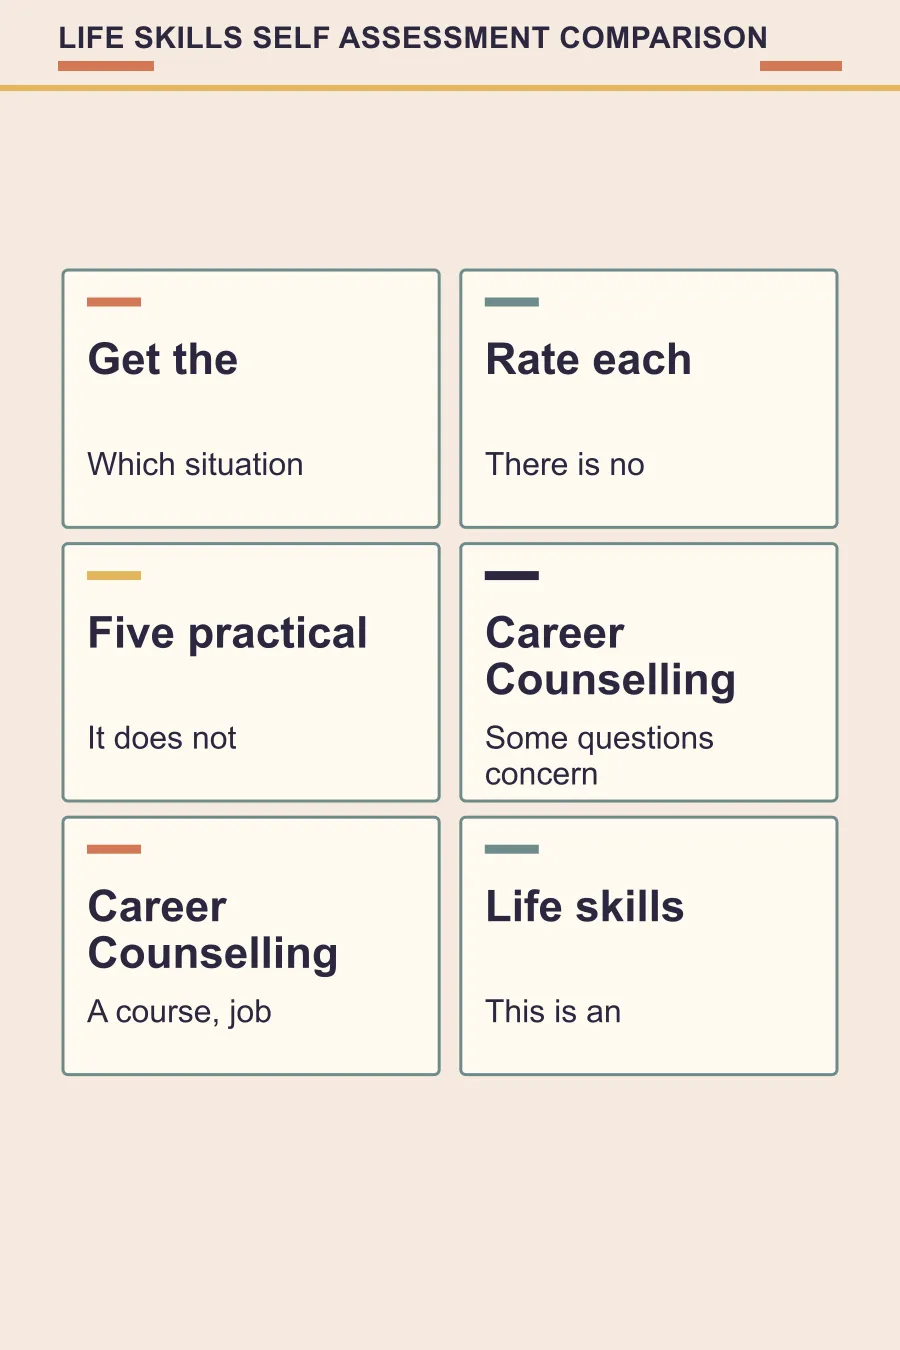 LIFE SKILLS SELF ASSESSMENT COMPARISON
Get the
Which situation
Rate each
There is no
Five practical
It does not
Career
Counselling
Some questions
concern
Career
Counselling
A course, job
Life skills
This is an